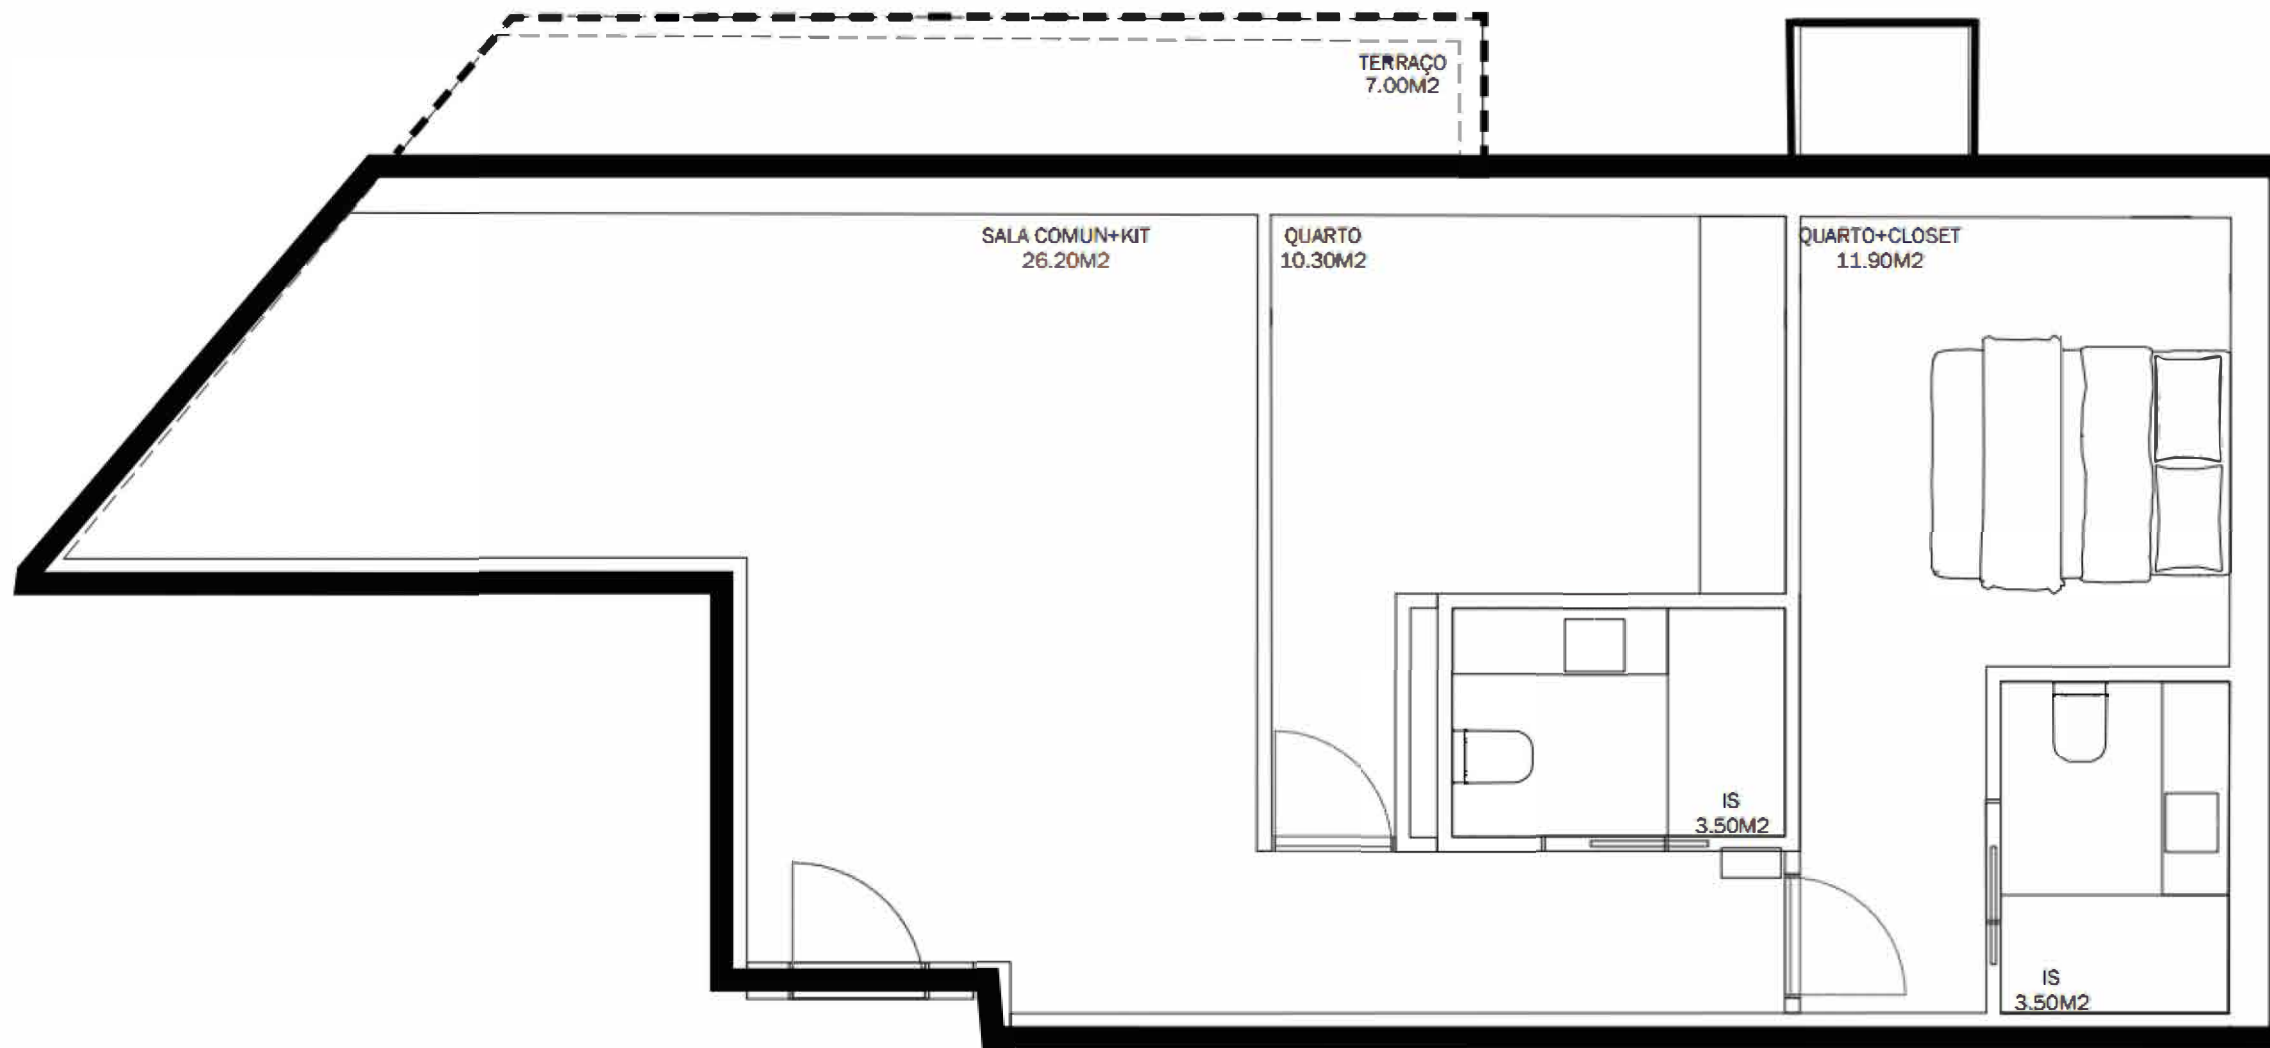 TERRAÇO
7.00M2
SALA COMUN+KIT
26.20M2
QUARTO
10.30M2
QUARTO+CLOSET
11.90M2
IS
3.50M2
IS
3.50M2